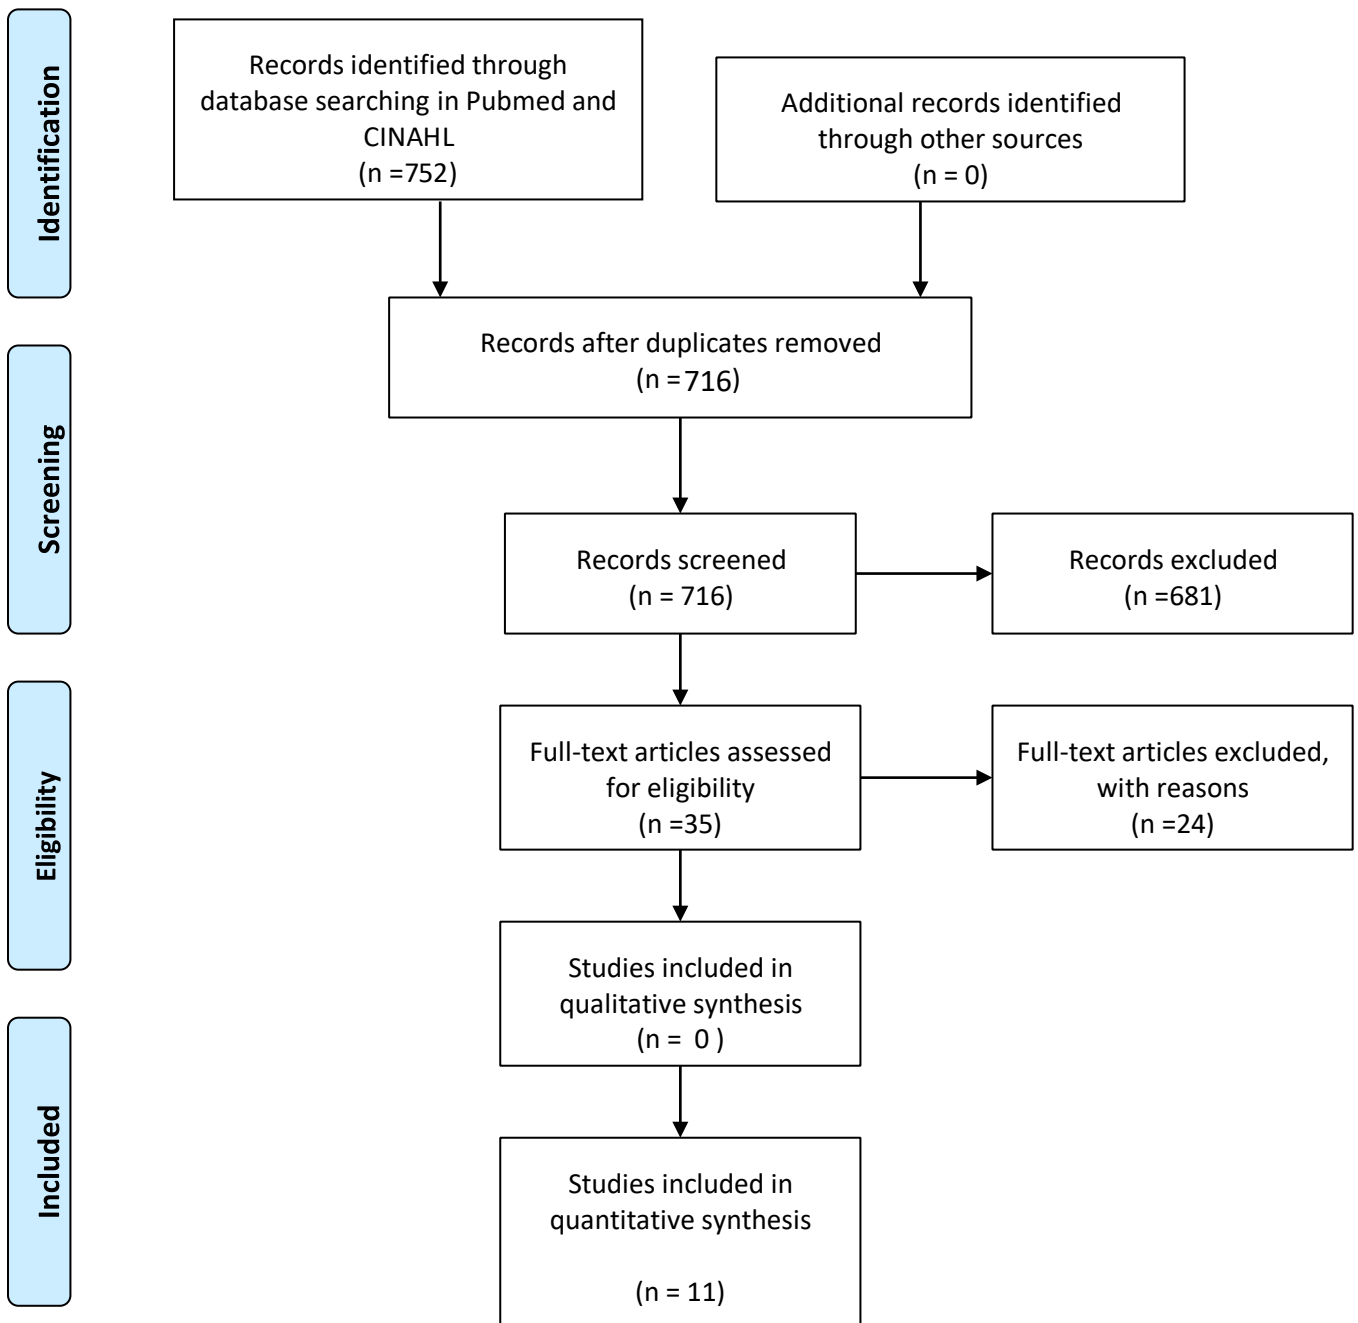 Identification
Records identified through
database searching in Pubmed and
CINAHL
(n =752)
Additional records identified
through other sources
(n = 0)
Records after duplicates removed
(n =716)
Screening
Records screened
(n = 716)
Records excluded
(n =681)
Eligibility
Full-text articles assessed
for eligibility
(n =35)
Full-text articles excluded,
with reasons
(n =24)
Studies included in
qualitative synthesis
(n = 0 )
Included
Studies included in
quantitative synthesis
(n = 11)